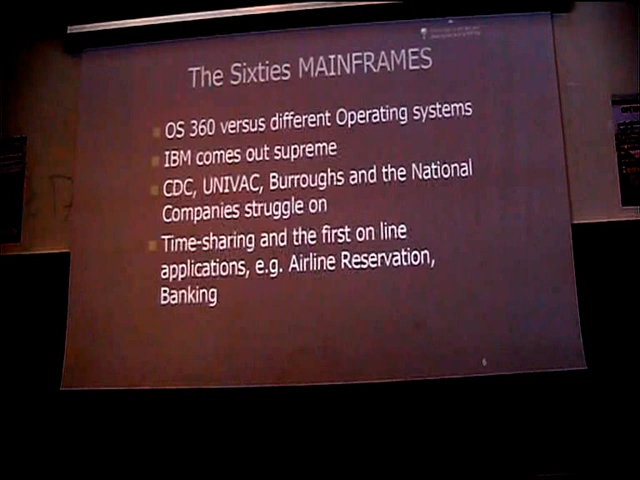 The Sixties MAINFRAMES
OS 360 versus different Operating systems
IBM comes out supreme
CDC, UNIVAC, Burroughs and the National
Companies struggle on
Time-sharing and the first on line
applications, e.g. Airline Reservation,
Banking
6